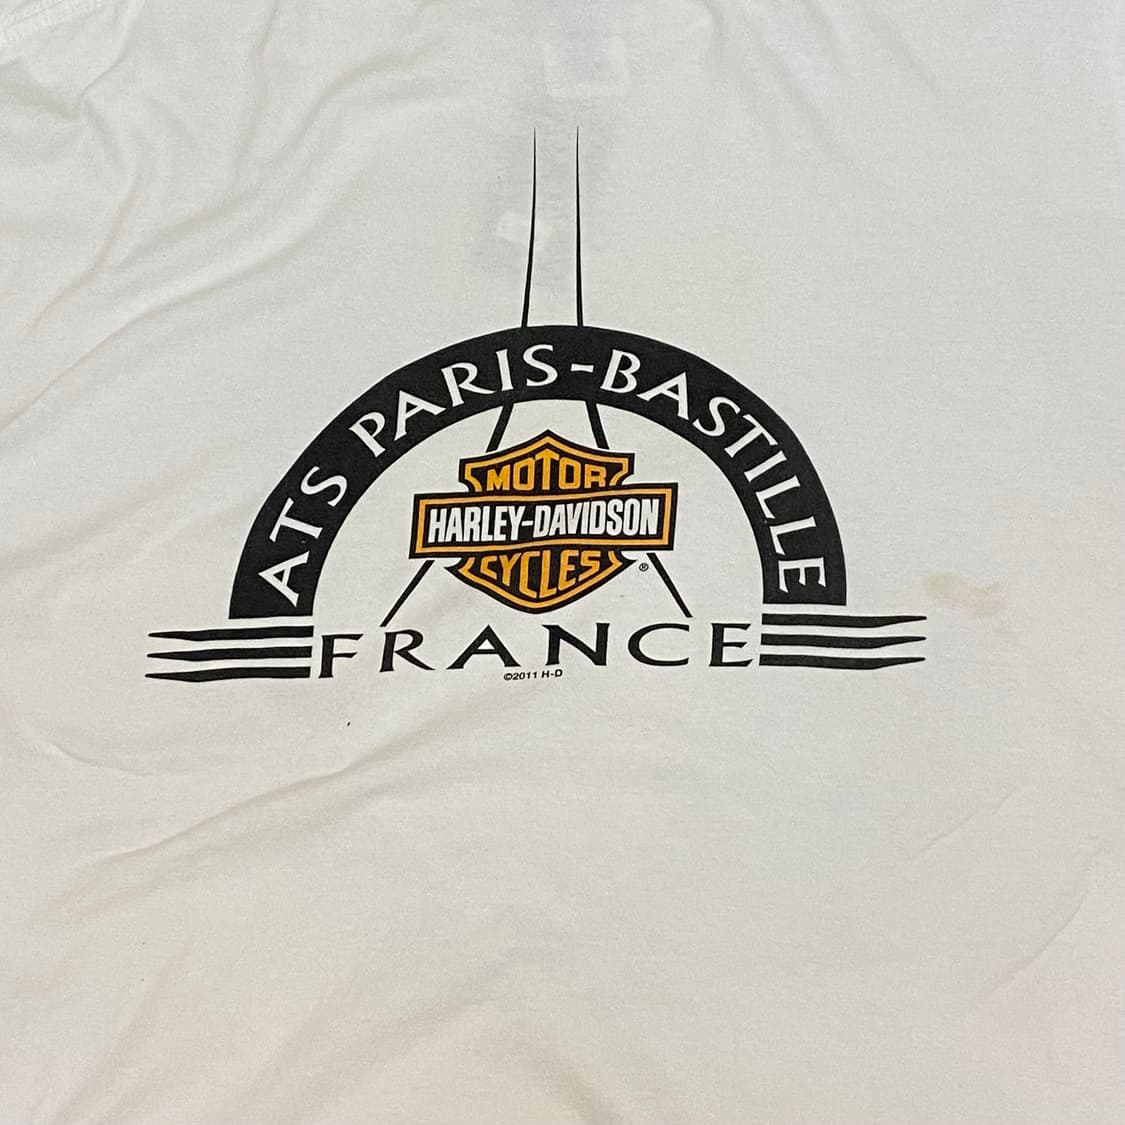 ATS PARIS-BASTILLE
MOTOR
HARLEY-DAVIDSON
CYCLES
®
FRANCE
©2011 H-D